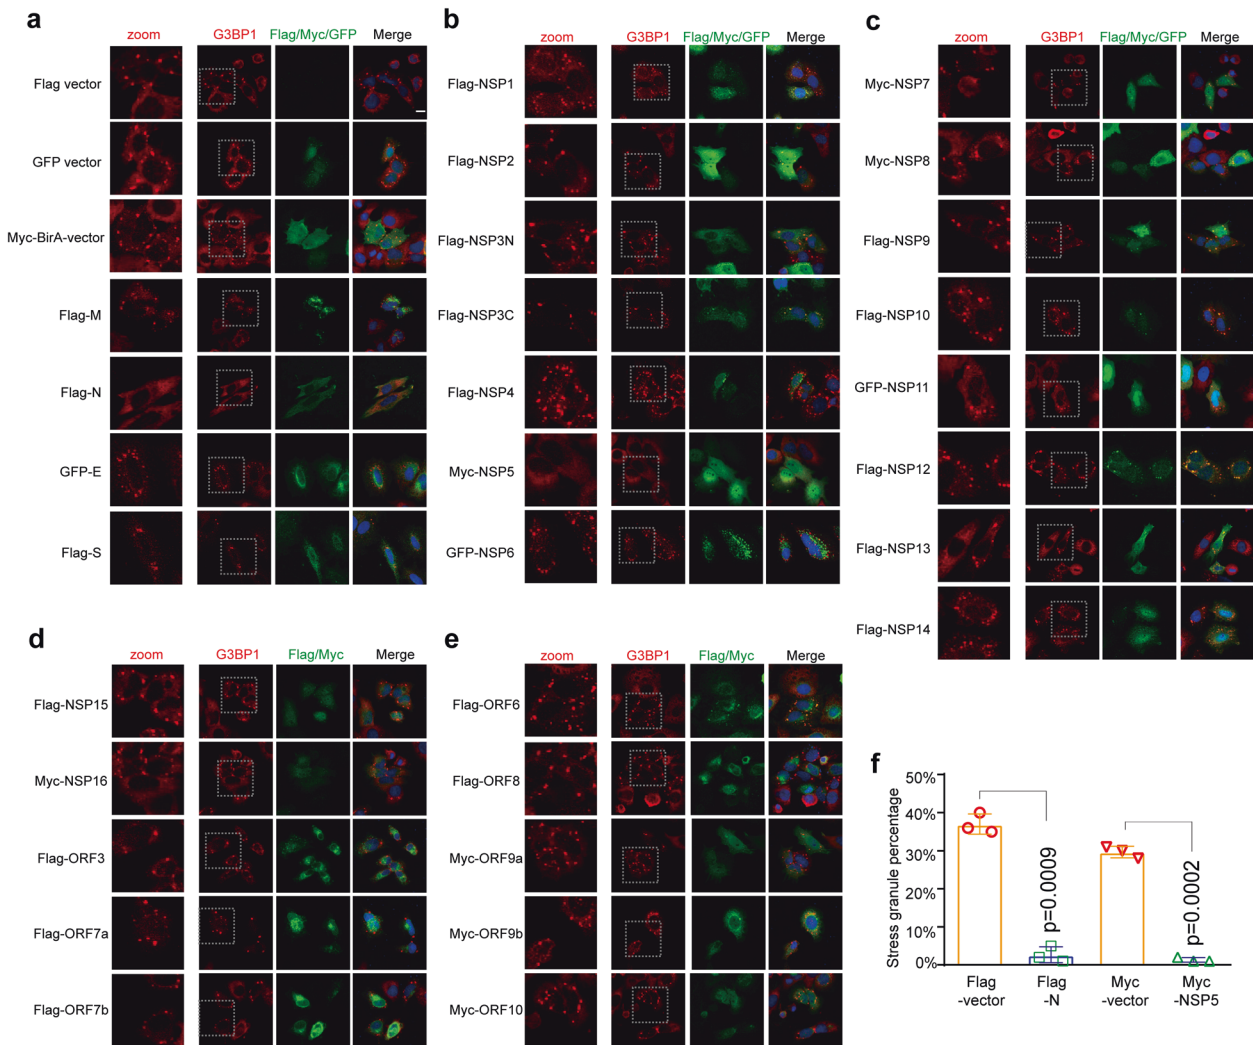 a
zoom G3BP1 Flag/Myc/GFP Merge
Flag vector
GFP vector
Myc-BirA-vector
Flag-M
Flag-N
GFP-E
Flag-S
b
zoom G3BP1 Flag/Myc/GFP Merge
Flag-NSP1
Flag-NSP2
Flag-NSP3N
Flag-NSP3C
Flag-NSP4
Myc-NSP5
GFP-NSP6
c
zoom G3BP1 Flag/Myc/GFP Merge
Myc-NSP7
Myc-NSP8
Flag-NSP9
Flag-NSP10
GFP-NSP11
Flag-NSP12
Flag-NSP13
Flag-NSP14
d
zoom G3BP1 Flag/Myc Merge
Flag-NSP15
Myc-NSP16
Flag-ORF3
Flag-ORF7a
Flag-ORF7b
e
zoom G3BP1 Flag/Myc Merge
Flag-ORF6
Flag-ORF8
Myc-ORF9a
Myc-ORF9b
Myc-ORF10
f
Stress granule percentage
50%
40%
30%
20%
10%
0%
p=0.0009
p=0.0002
Flag Flag Myc Myc
-vector -N -vector -NSP5